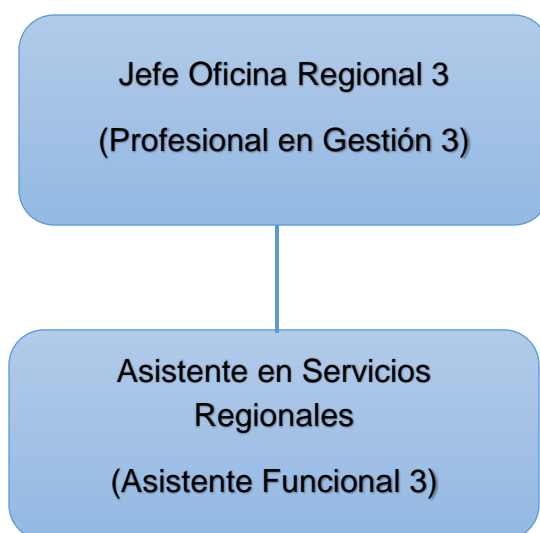 Jefe Oficina Regional 3
(Profesional en Gestión 3)
Asistente en Servicios
Regionales
(Asistente Funcional 3)